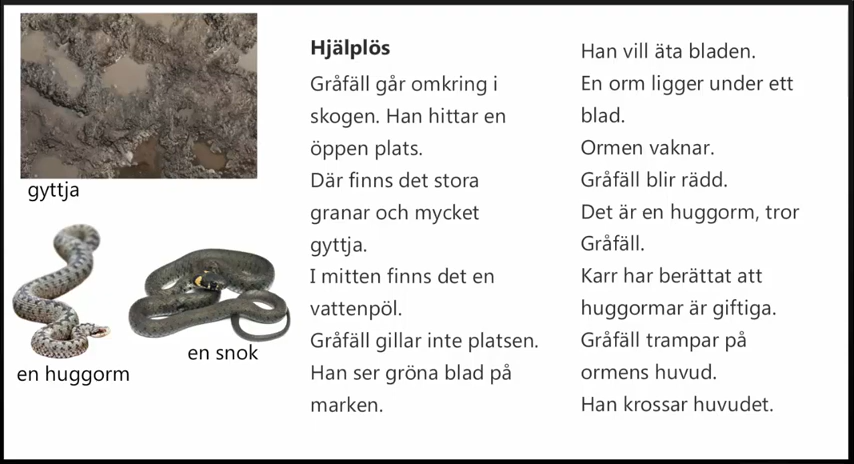 gyttja
en huggorm
en snok
Hjälplös
Gråfäll går omkring i
skogen. Han hittar en
öppen plats.
Där finns det stora
granar och mycket
gyttja.
I mitten finns det en
vattenpöl.
Gråfäll gillar inte platsen.
Han ser gröna blad på
marken.
Han vill äta bladen.
En orm ligger under ett
blad.
Ormen vaknar.
Gråfäll blir rädd.
Det är en huggorm, tror
Gråfäll.
Karr har berättat att
huggormar är giftiga.
Gråfäll trampar på
ormens huvud.
Han krossar huvudet.